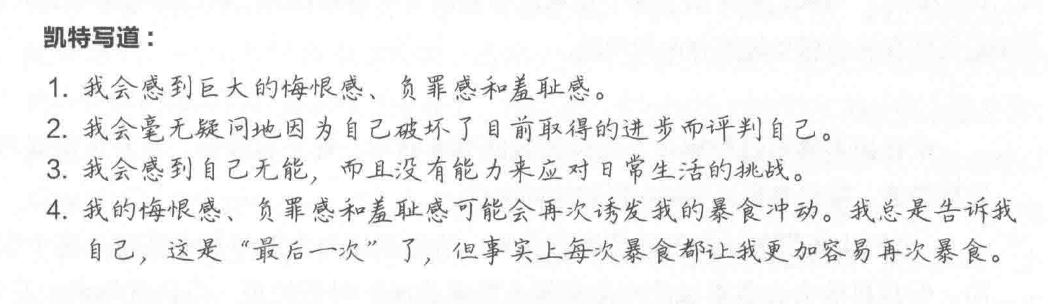 凯特写道：
1. 我会感到巨大的悔恨感、负罪感和羞耻感。
2. 我会毫无疑问地因为自己破坏了目前取得的进步而评判自己。
3. 我会感到自己无能，而且没有能力来应对日常生活的挑战。
4. 我的悔恨感、负罪感和羞耻感可能会再次诱发我的暴食冲动。我总是告诉我
自己，这是“最后一次”了，但事实上每次暴食都让我更加容易再次暴食。